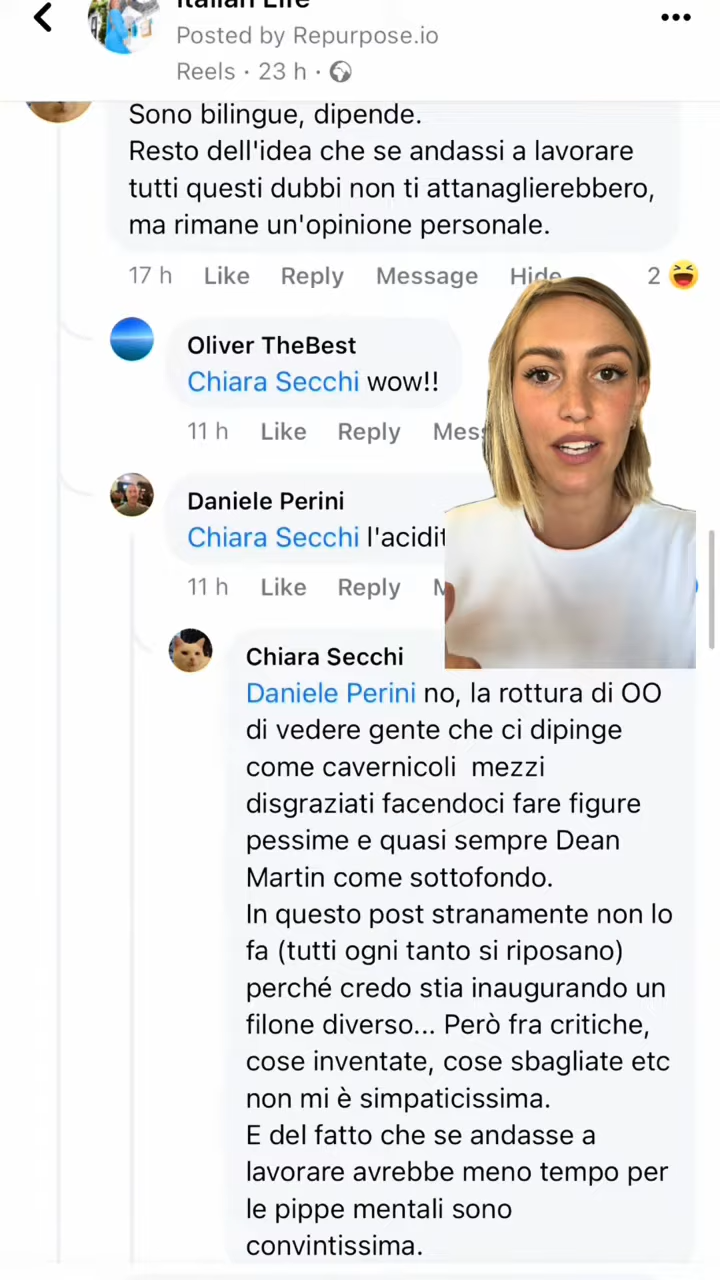 Italian Life
Posted by Repurpose.io
Reels · 23 h ·
Sono bilingue, dipende.
Resto dell'idea che se andassi a lavorare
tutti questi dubbi non ti attanaglierebbero,
ma rimane un'opinione personale.
17 h Like Reply Message Hide 2
Oliver TheBest
Chiara Secchi wow!!
11 h Like Reply
Daniele Perini
Chiara Secchi
11 h Like Reply
Chiara Secchi
Daniele Perini no, la rottura di OO
di vedere gente che ci dipinge
come cavernicoli mezzi
disgraziati facendoci fare figure
pessime e quasi sempre Dean
Martin come sottofondo.
In questo post stranamente non lo
fa (tutti ogni tanto si riposano)
perché credo stia inaugurando un
filone diverso... Però fra critiche,
cose inventate, cose sbagliate etc
non mi è simpaticissima.
E del fatto che se andasse a
lavorare avrebbe meno tempo per
le pippe mentali sono
convintissima.